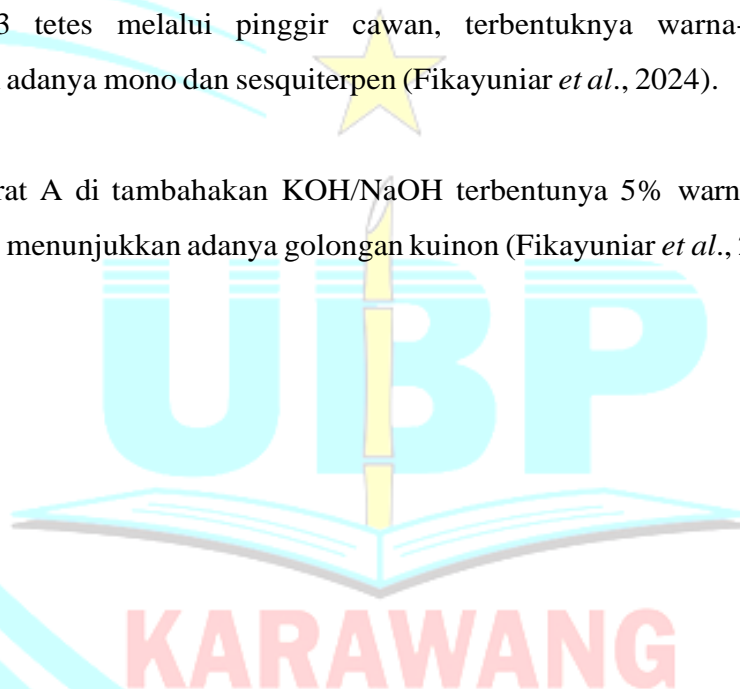 3 tetes melalui pinggir cawan, terbentuknya warna-
adanya mono dan sesquiterpen (Fikayuniar et al., 2024).
rat A di tambahakan KOH/NaOH terbentunya 5% warn
menunjukkan adanya golongan kuinon (Fikayuniar et al.,
UBP
KARAWANG